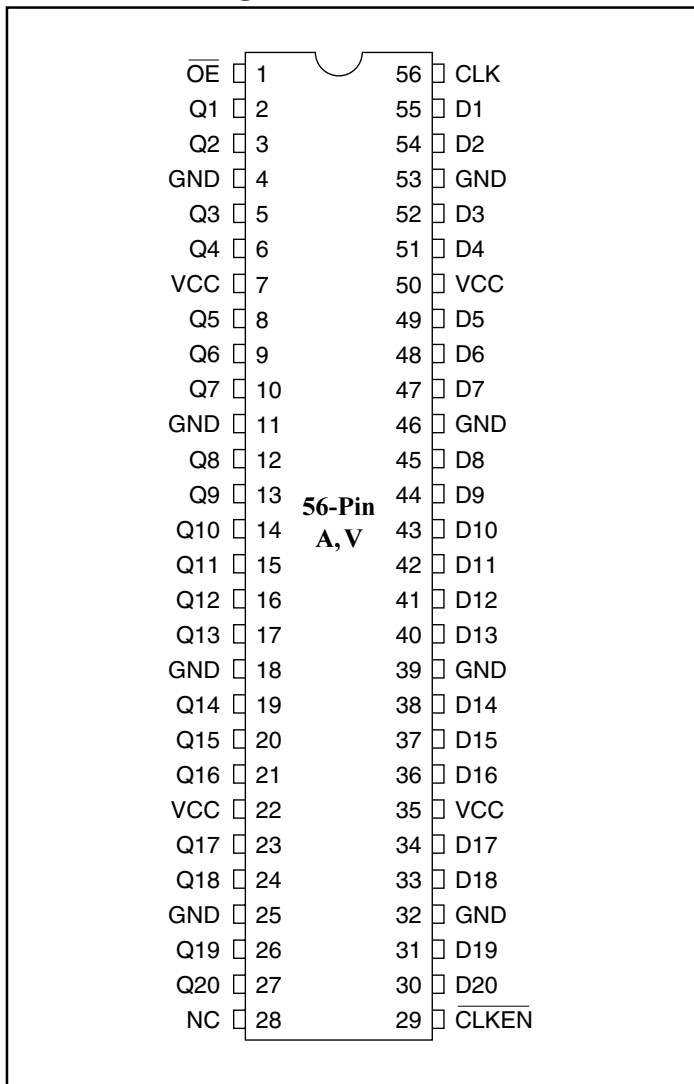 O̅E̅ 1 56 CLK
Q1 2 55 D1
Q2 3 54 D2
GND 4 53 GND
Q3 5 52 D3
Q4 6 51 D4
VCC 7 50 VCC
Q5 8 49 D5
Q6 9 48 D6
Q7 10 47 D7
GND 11 46 GND
Q8 12 45 D8
Q9 13 44 D9
56-Pin
Q10 14 43 D10
A, V
Q11 15 42 D11
Q12 16 41 D12
Q13 17 40 D13
GND 18 39 GND
Q14 19 38 D14
Q15 20 37 D15
Q16 21 36 D16
VCC 22 35 VCC
Q17 23 34 D17
Q18 24 33 D18
GND 25 32 GND
Q19 26 31 D19
Q20 27 30 D20
NC 28 29 C̅L̅K̅E̅N̅